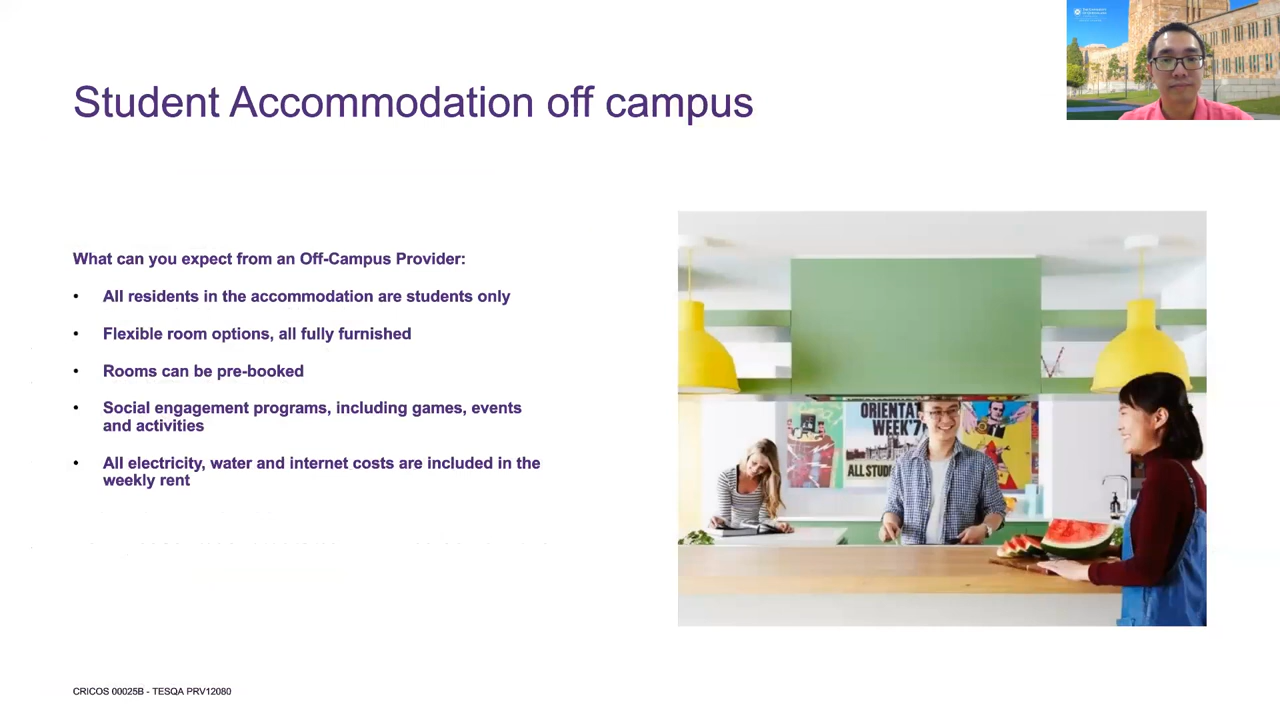 Student Accommodation off campus
What can you expect from an Off-Campus Provider:
• All residents in the accommodation are students only
• Flexible room options, all fully furnished
• Rooms can be pre-booked
• Social engagement programs, including games, events
and activities
• All electricity, water and internet costs are included in the
weekly rent
ORIENTAT
WEEK'7
ALL STUD
CRICOS 00025B - TESQA PRV12080